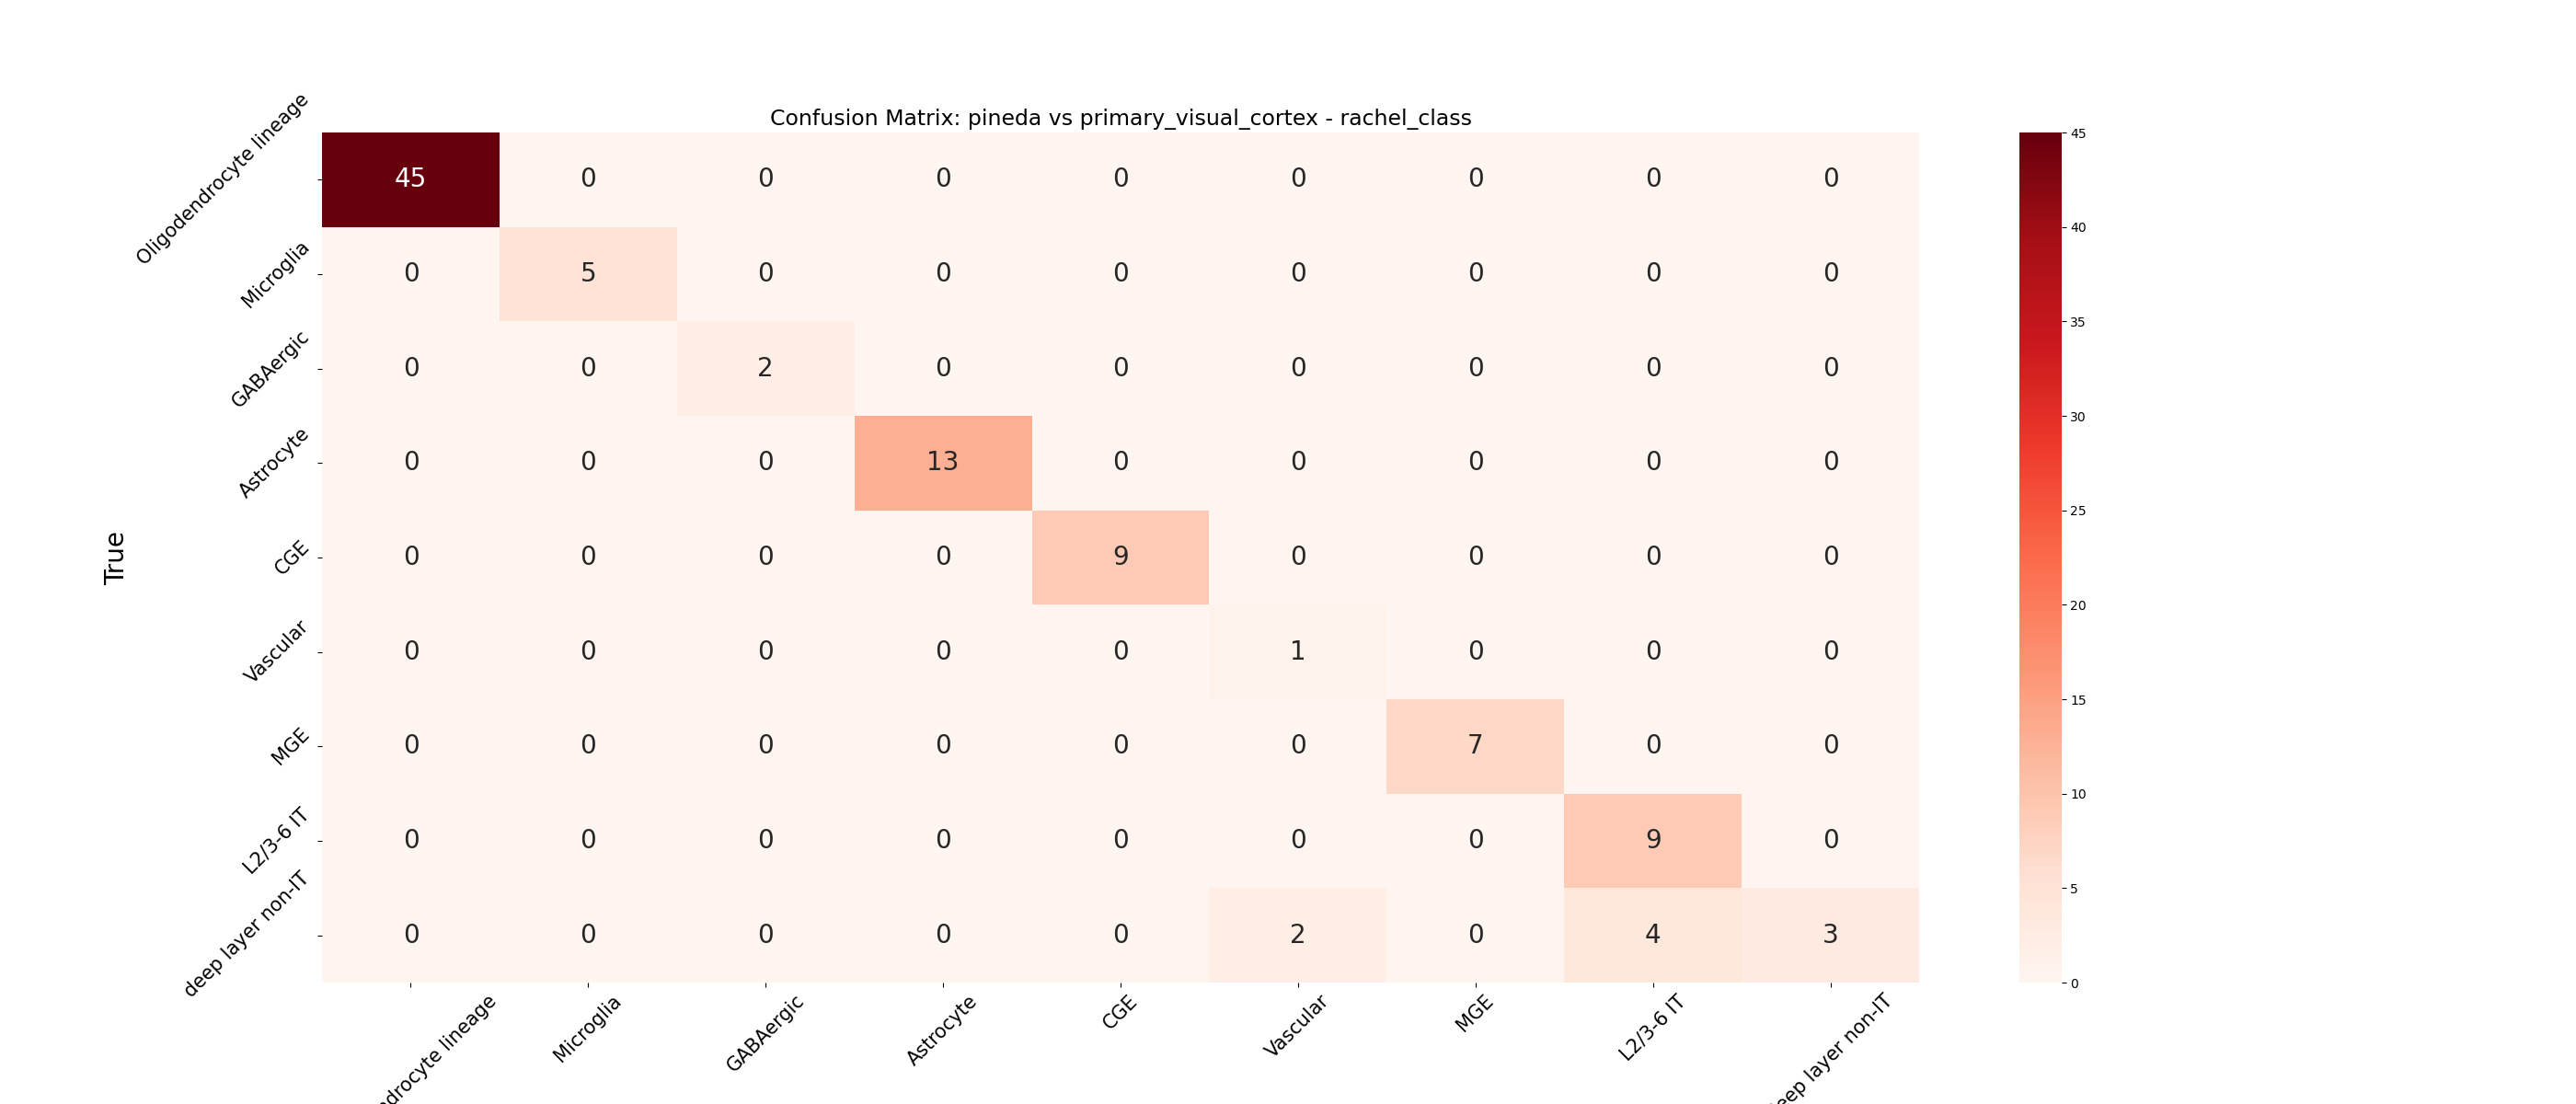 Confusion Matrix: pineda vs primary_visual_cortex - rachel_class
True
Oligodendrocyte lineage 45 0 0 0 0 0 0 0 0
Microglia 0 5 0 0 0 0 0 0 0
GABAergic 0 0 2 0 0 0 0 0 0
Astrocyte 0 0 0 13 0 0 0 0 0
CGE 0 0 0 0 9 0 0 0 0
Vascular 0 0 0 0 0 1 0 0 0
MGE 0 0 0 0 0 0 7 0 0
L2/3-6 IT 0 0 0 0 0 0 0 9 0
deep layer non-IT 0 0 0 0 0 2 0 4 3
lineage
Microglia
GABAergic
Astrocyte
CGE
Vascular
MGE
L2/3-6 IT
layer non-IT
45
40
35
30
25
20
15
10
5
0